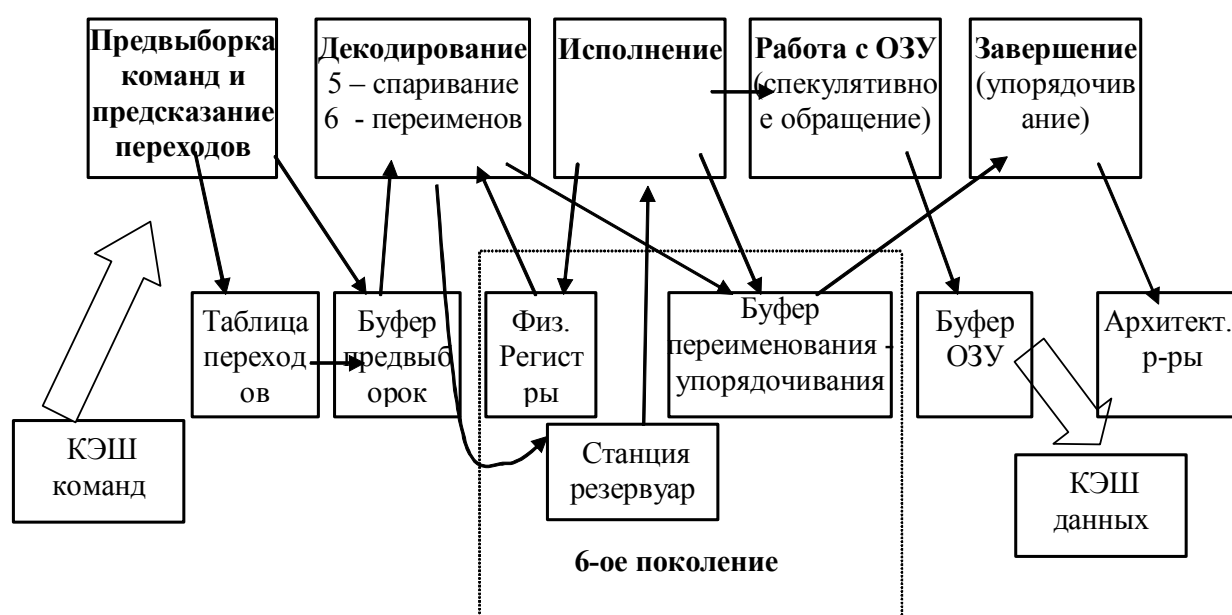 Предвыборка
команд и
предсказание
переходов
Декодирование
5 – спаривание
6 - переименов
Исполнение
Работа с ОЗУ
(спекулятивно
е обращение)
Завершение
(упорядочив
ание)
Таблица
переход
ов
Буфер
предвыб
орок
Физ.
Регист
ры
Буфер
переименования -
упорядочивания
Буфер
ОЗУ
Архитект.
р-ры
КЭШ
команд
Станция
резервуар
КЭШ
данных
6-ое поколение